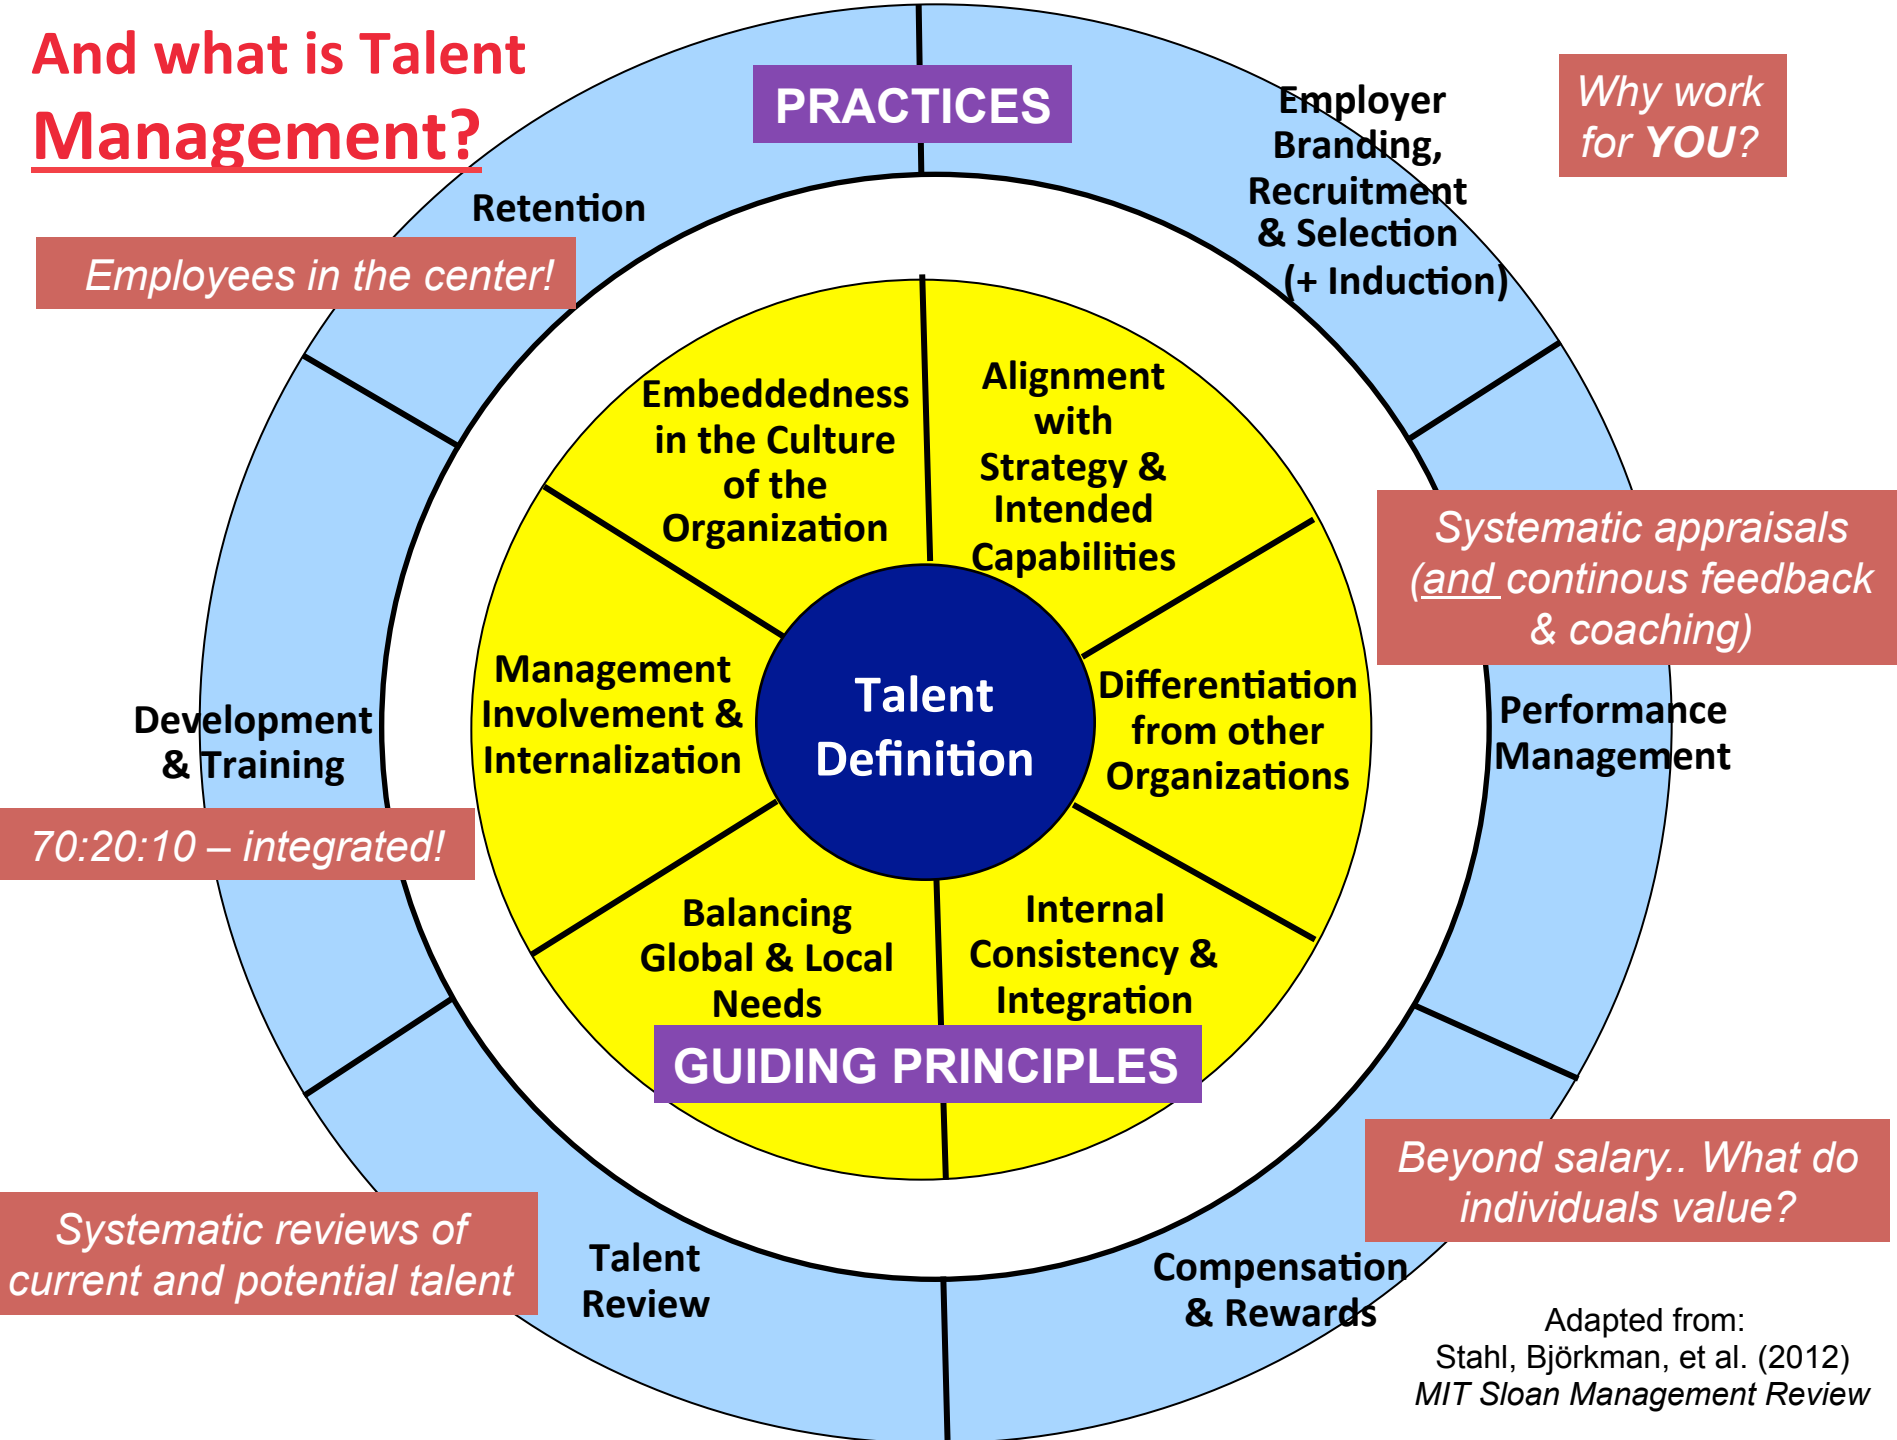 And what is Talent
Management?
PRACTICES
Employer
Branding,
Recruitment
& Selection
(+ Induction)
Why work
for YOU?
Retention
Employees in the center!
Embeddedness
in the Culture
of the
Organization
Alignment
with
Strategy &
Intended
Capabilities
Systematic appraisals
(and continous feedback
& coaching)
Management
Involvement &
Internalization
Talent
Definition
Differentiation
from other
Organizations
Performance
Management
Development
& Training
70:20:10 – integrated!
Balancing
Global & Local
Needs
Internal
Consistency &
Integration
GUIDING PRINCIPLES
Beyond salary.. What do
individuals value?
Systematic reviews of
current and potential talent
Talent
Review
Compensation
& Rewards
Adapted from:
Stahl, Björkman, et al. (2012)
MIT Sloan Management Review